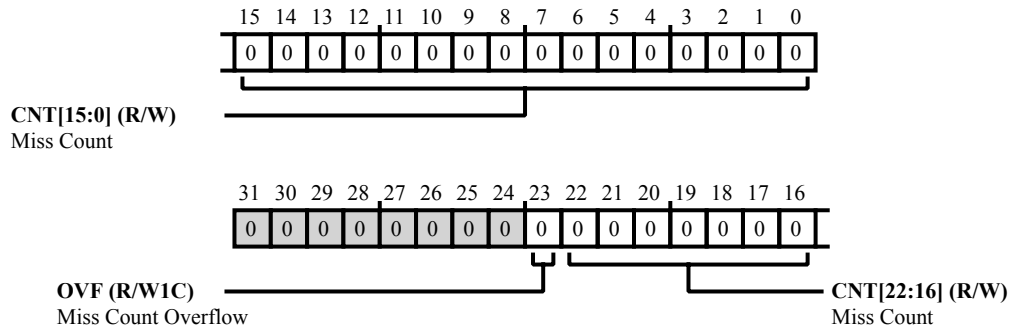 15 14 13 12 11 10 9 8 7 6 5 4 3 2 1 0
0 0 0 0 0 0 0 0 0 0 0 0 0 0 0 0
CNT[15:0] (R/W)
Miss Count
31 30 29 28 27 26 25 24 23 22 21 20 19 18 17 16
0 0 0 0 0 0 0 0 0 0 0 0 0 0 0 0
OVF (R/W1C)
Miss Count Overflow
CNT[22:16] (R/W)
Miss Count